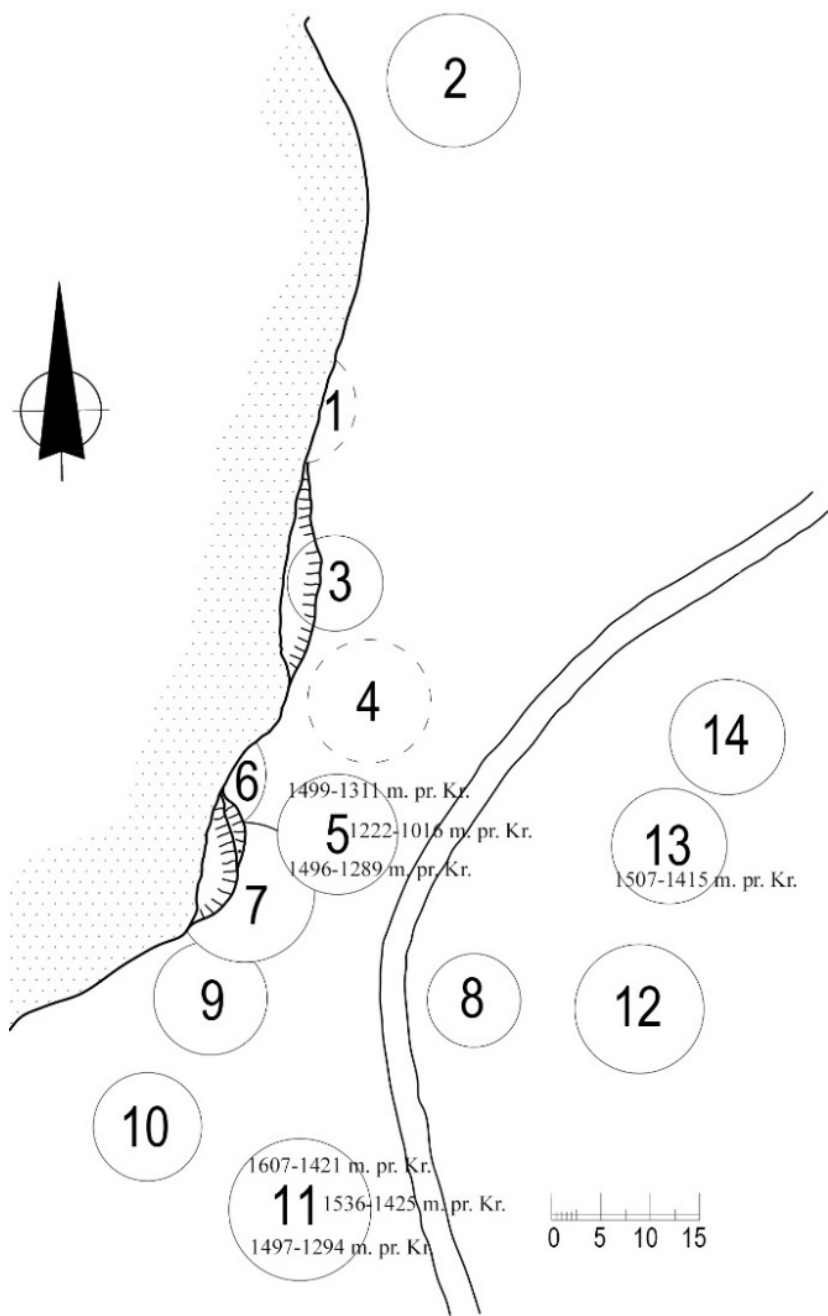 2
1
3
4
14
6
1499-1311 m. pr. Kr.
5
1222-1016 m. pr. Kr.
13
1496-1289 m. pr. Kr.
1507-1415 m. pr. Kr.
7
9
8
12
10
1607-1421 m. pr. Kr.
11
1536-1425 m. pr. Kr.
1497-1294 m. pr. Kr.
0 5 10 15